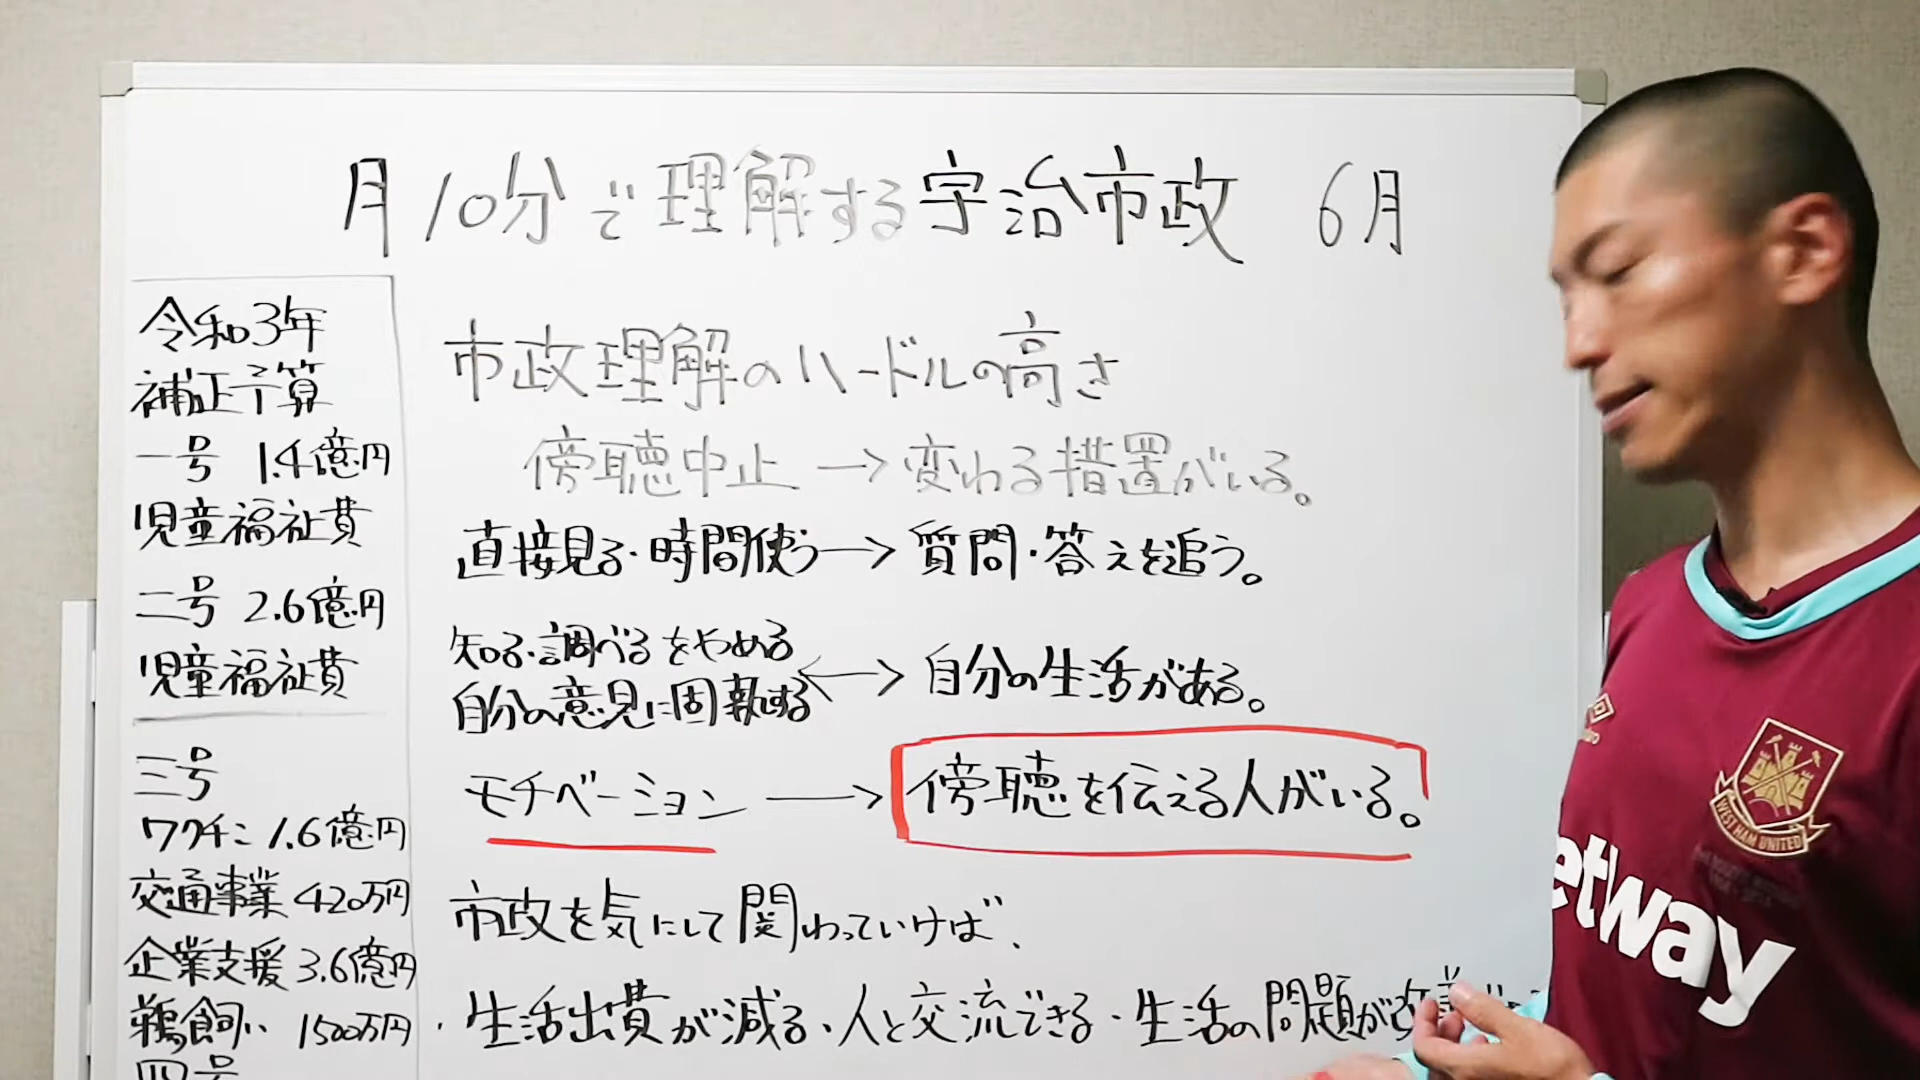 月10分で理解する宇治市政 6月
令和3年
補正予算
一号 1.4億円
児童福祉費
二号 2.6億円
児童福祉費
三号
ワクチン 1.6億円
交通事業 420万円
企業支援 3.6億円
鵜飼い 1500万円
四号
市政理解のハードルの高さ
傍聴中止 → 変わる措置がいる。
直接見る・時間使う → 質問・答えを追う。
知る・調べるをやめる
自分の意見に固執する ←→ 自分の生活がある。
モチベーション → 傍聴を伝える人がいる。
市政を気にして関わっていけば、
・生活出費が減る、人と交流できる・生活の問題が改善
WEST HAM UNITED
etway